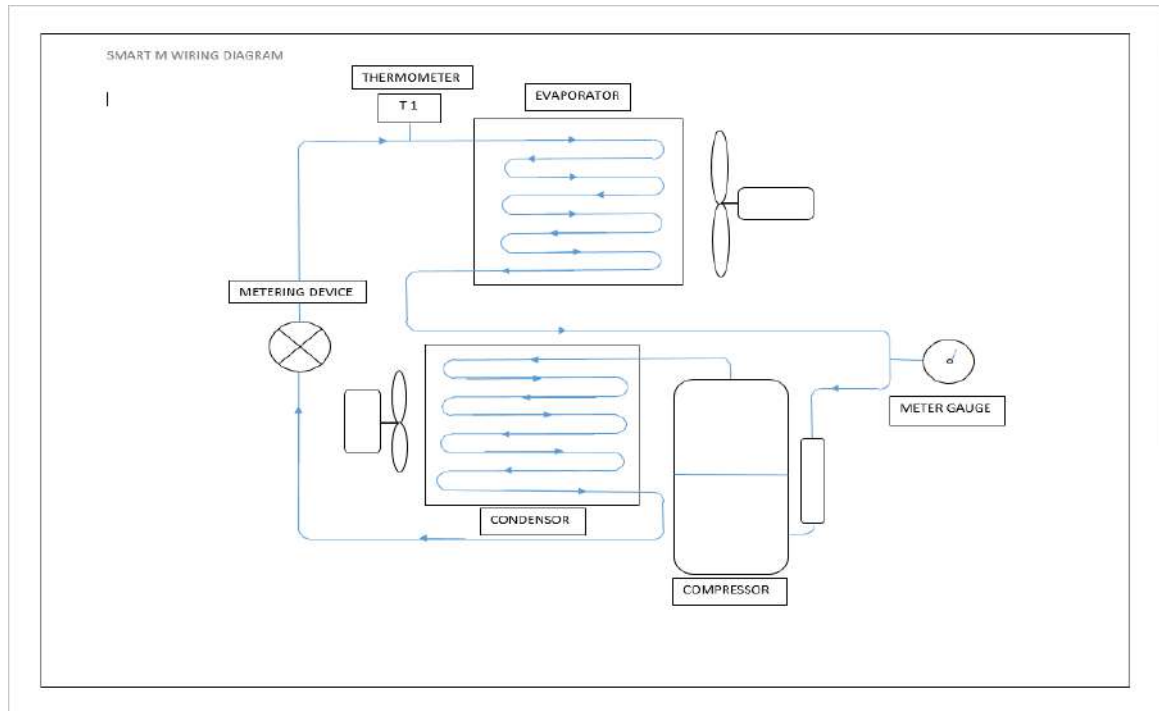 SMART M WIRING DIAGRAM
THERMOMETER
T 1
EVAPORATOR
METERING DEVICE
METER GAUGE
CONDENSOR
COMPRESSOR